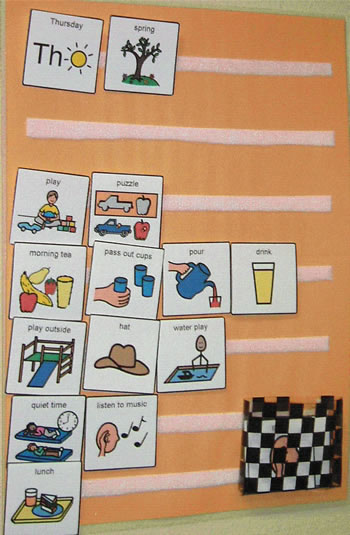 Thursday
Th
spring
play
puzzle
morning tea
pass out cups
pour
drink
play outside
hat
water play
quiet time
listen to music
lunch